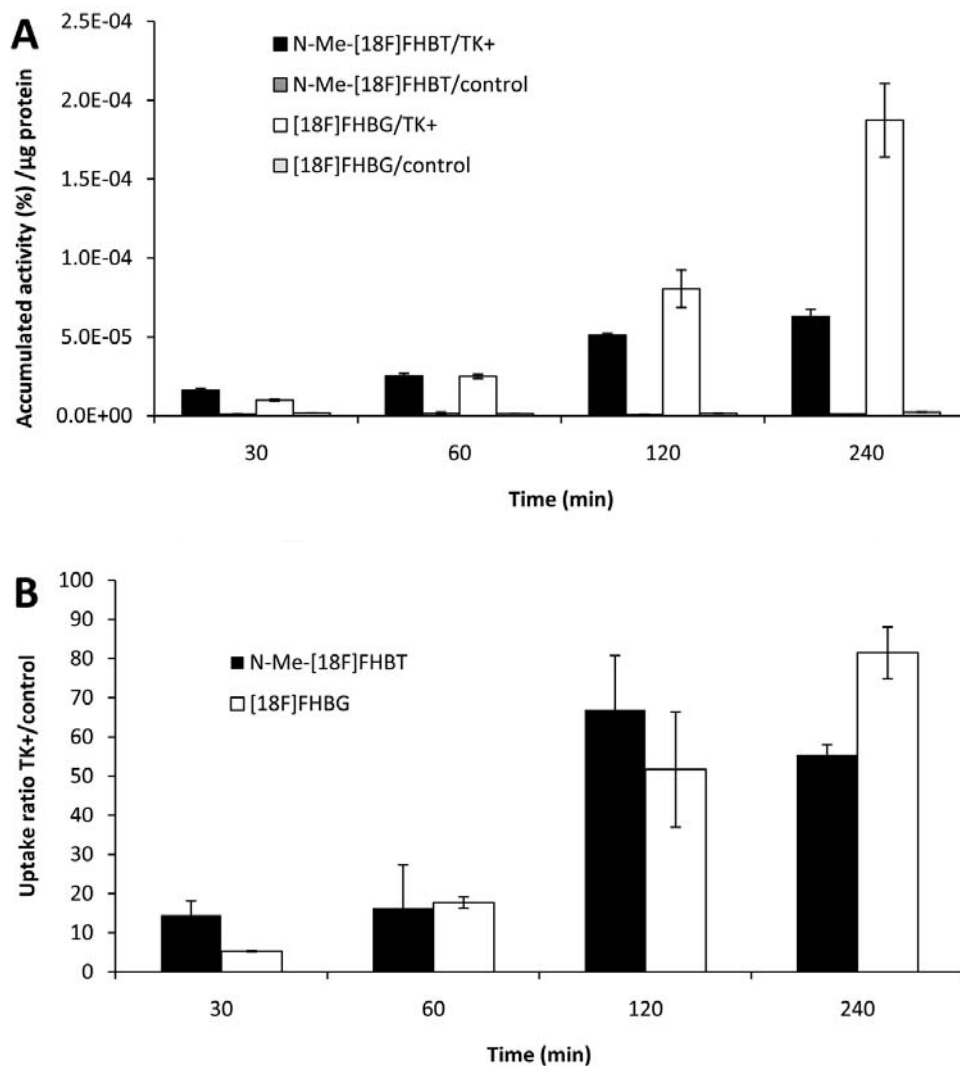 A
2.5E-04
2.0E-04
1.5E-04
1.0E-04
5.0E-05
0.0E+00
Accumulated activity (%) /µg protein
N-Me-[18F]FHBT/TK+
N-Me-[18F]FHBT/control
[18F]FHBG/TK+
[18F]FHBG/control
30 60 120 240
Time (min)
B
100
90
80
70
60
50
40
30
20
10
0
Uptake ratio TK+/control
N-Me-[18F]FHBT
[18F]FHBG
30 60 120 240
Time (min)